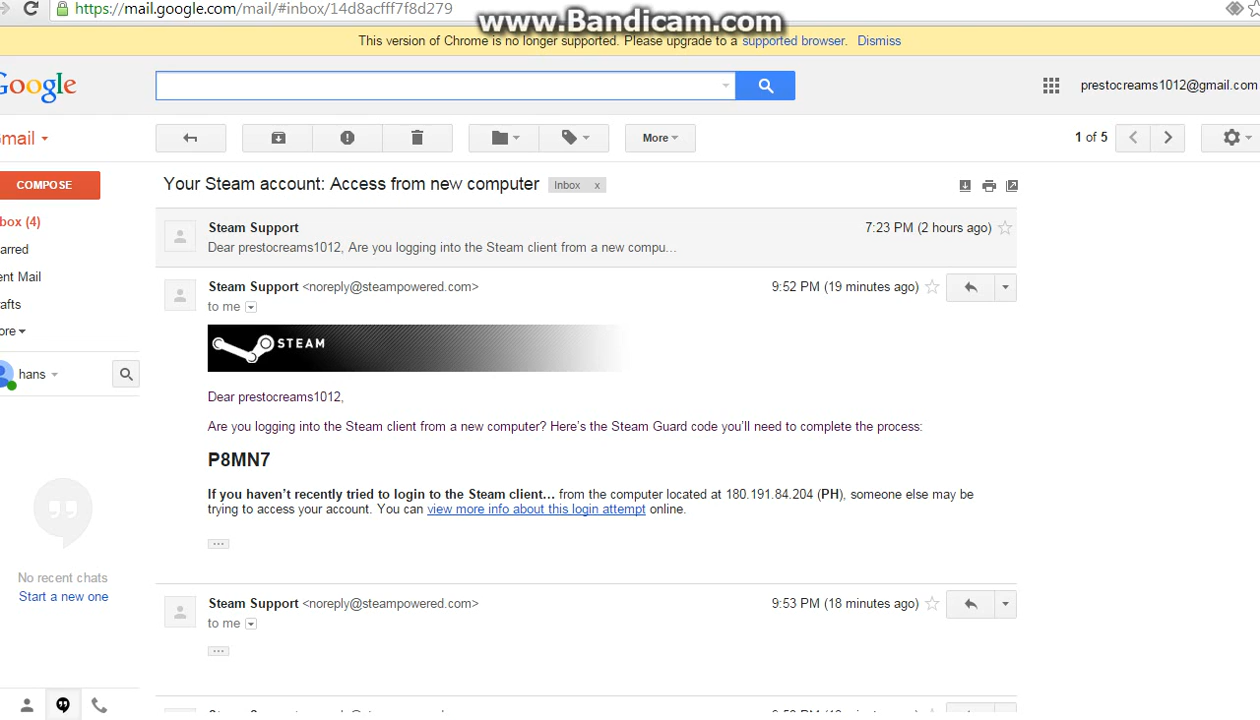 https://mail.google.com/mail/#inbox/14d8acfff7f8d279
www.Bandicam.com
This version of Chrome is no longer supported. Please upgrade to a supported browser. Dismiss
Google
prestocreams1012@gmail.com
mail
More
1 of 5
COMPOSE
Your Steam account: Access from new computer
Inbox x
box (4)
Steam Support
7:23 PM (2 hours ago)
arred
Dear prestocreams1012, Are you logging into the Steam client from a new compu...
ent Mail
Steam Support <noreply@steampowered.com>
9:52 PM (19 minutes ago)
afts
to me
ore
STEAM
hans
Dear prestocreams1012,
Are you logging into the Steam client from a new computer? Here's the Steam Guard code you'll need to complete the process:
P8MN7
If you haven't recently tried to login to the Steam client... from the computer located at 180.191.84.204 (PH), someone else may be
trying to access your account. You can view more info about this login attempt online.
...
No recent chats
Start a new one
Steam Support <noreply@steampowered.com>
9:53 PM (18 minutes ago)
to me
...